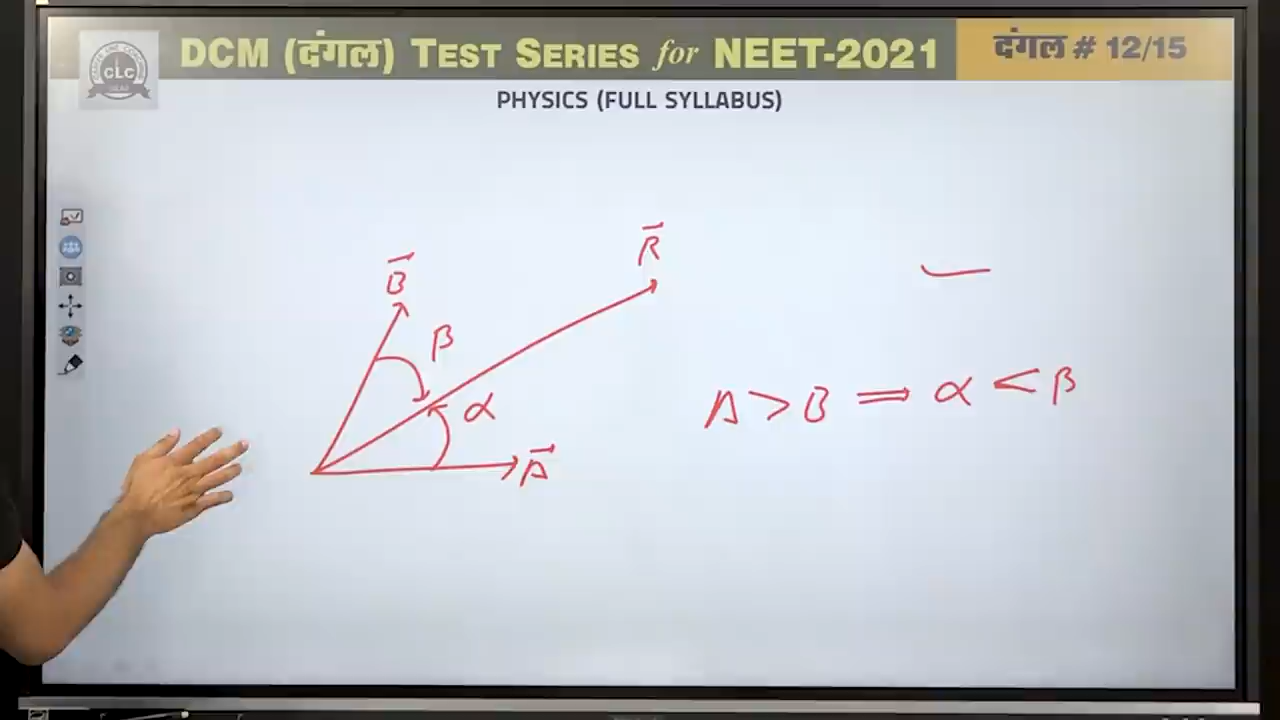 DCM (दंगल) TEST SERIES for NEET-2021
दंगल # 12/15
CLC
PHYSICS (FULL SYLLABUS)
R⃗
B⃗
β
α
A⃗
A > B ⇒ α < β